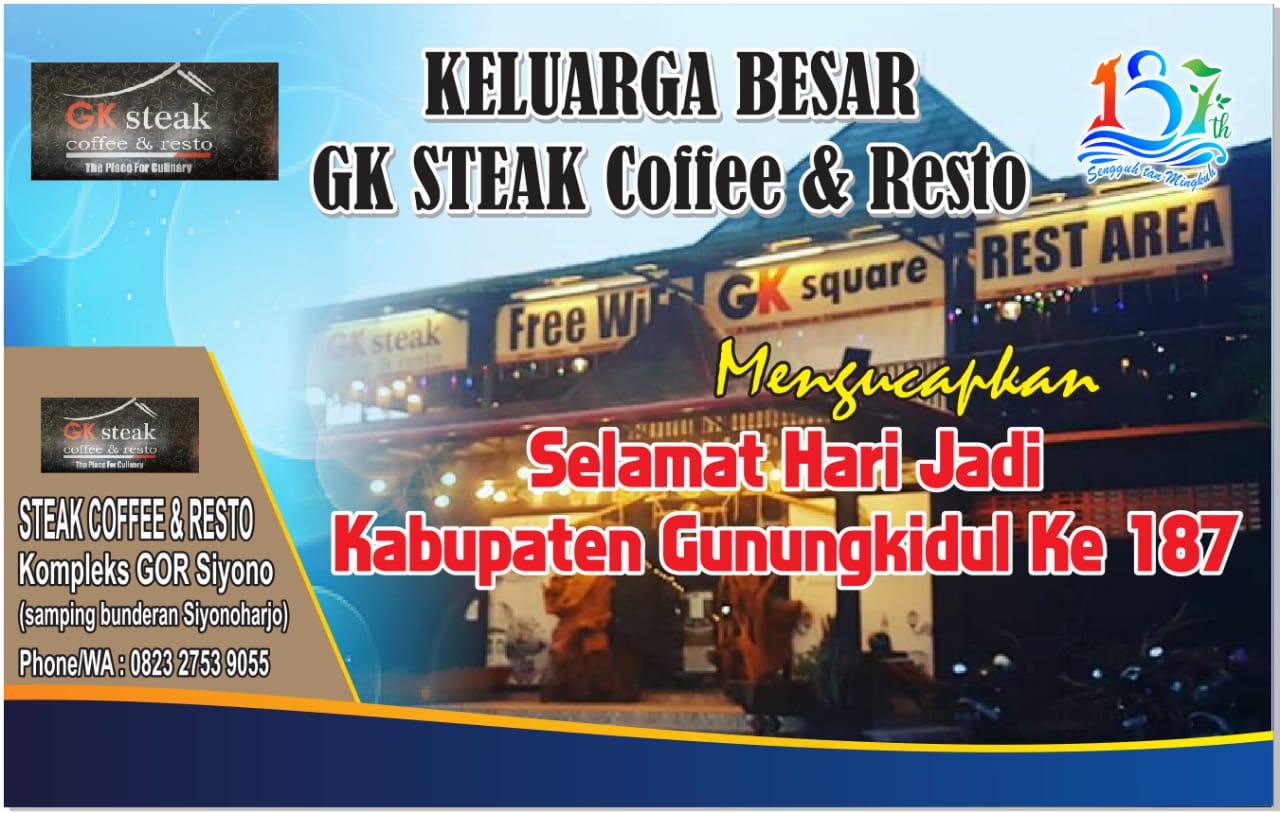 GK steak
coffee & resto
The Place For Culinary
KELUARGA BESAR
GK STEAK Coffee & Resto
187th
Sengguh tan Mingkuh
GK steak
resto
Free Wi
GK square
REST AREA
Mengucapkan
Selamat Hari Jadi
Kabupaten Gunungkidul Ke 187
GK steak
coffee & resto
The Place For Culinary
STEAK COFFEE & RESTO
Kompleks GOR Siyono
(samping bunderan Siyonoharjo)
Phone/WA : 0823 2753 9055